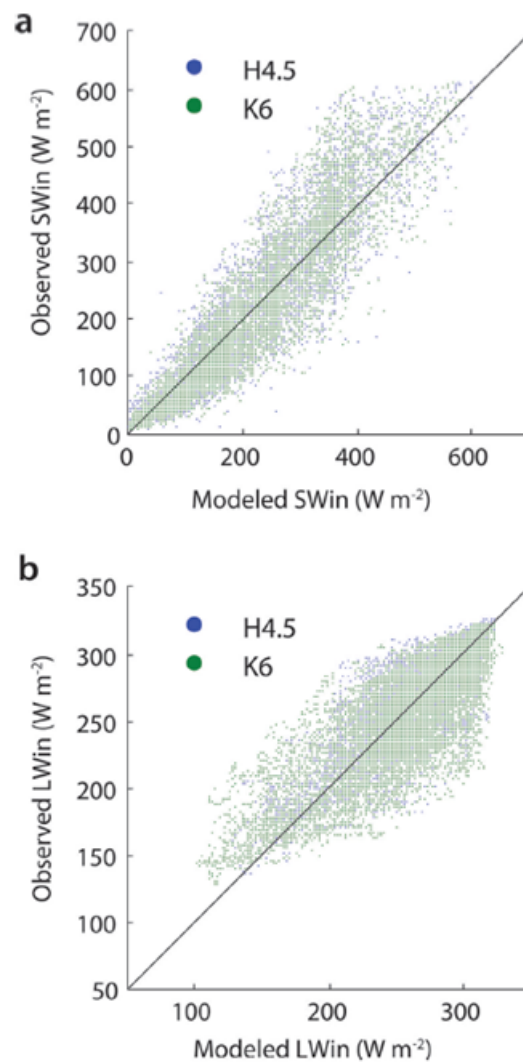 a
700
600
500
400
300
200
100
0
H4.5
K6
Observed SWin (W m⁻²)
0 200 400 600
Modeled SWin (W m⁻²)
b
350
300
250
200
150
100
50
H4.5
K6
Observed LWin (W m⁻²)
100 200 300
Modeled LWin (W m⁻²)